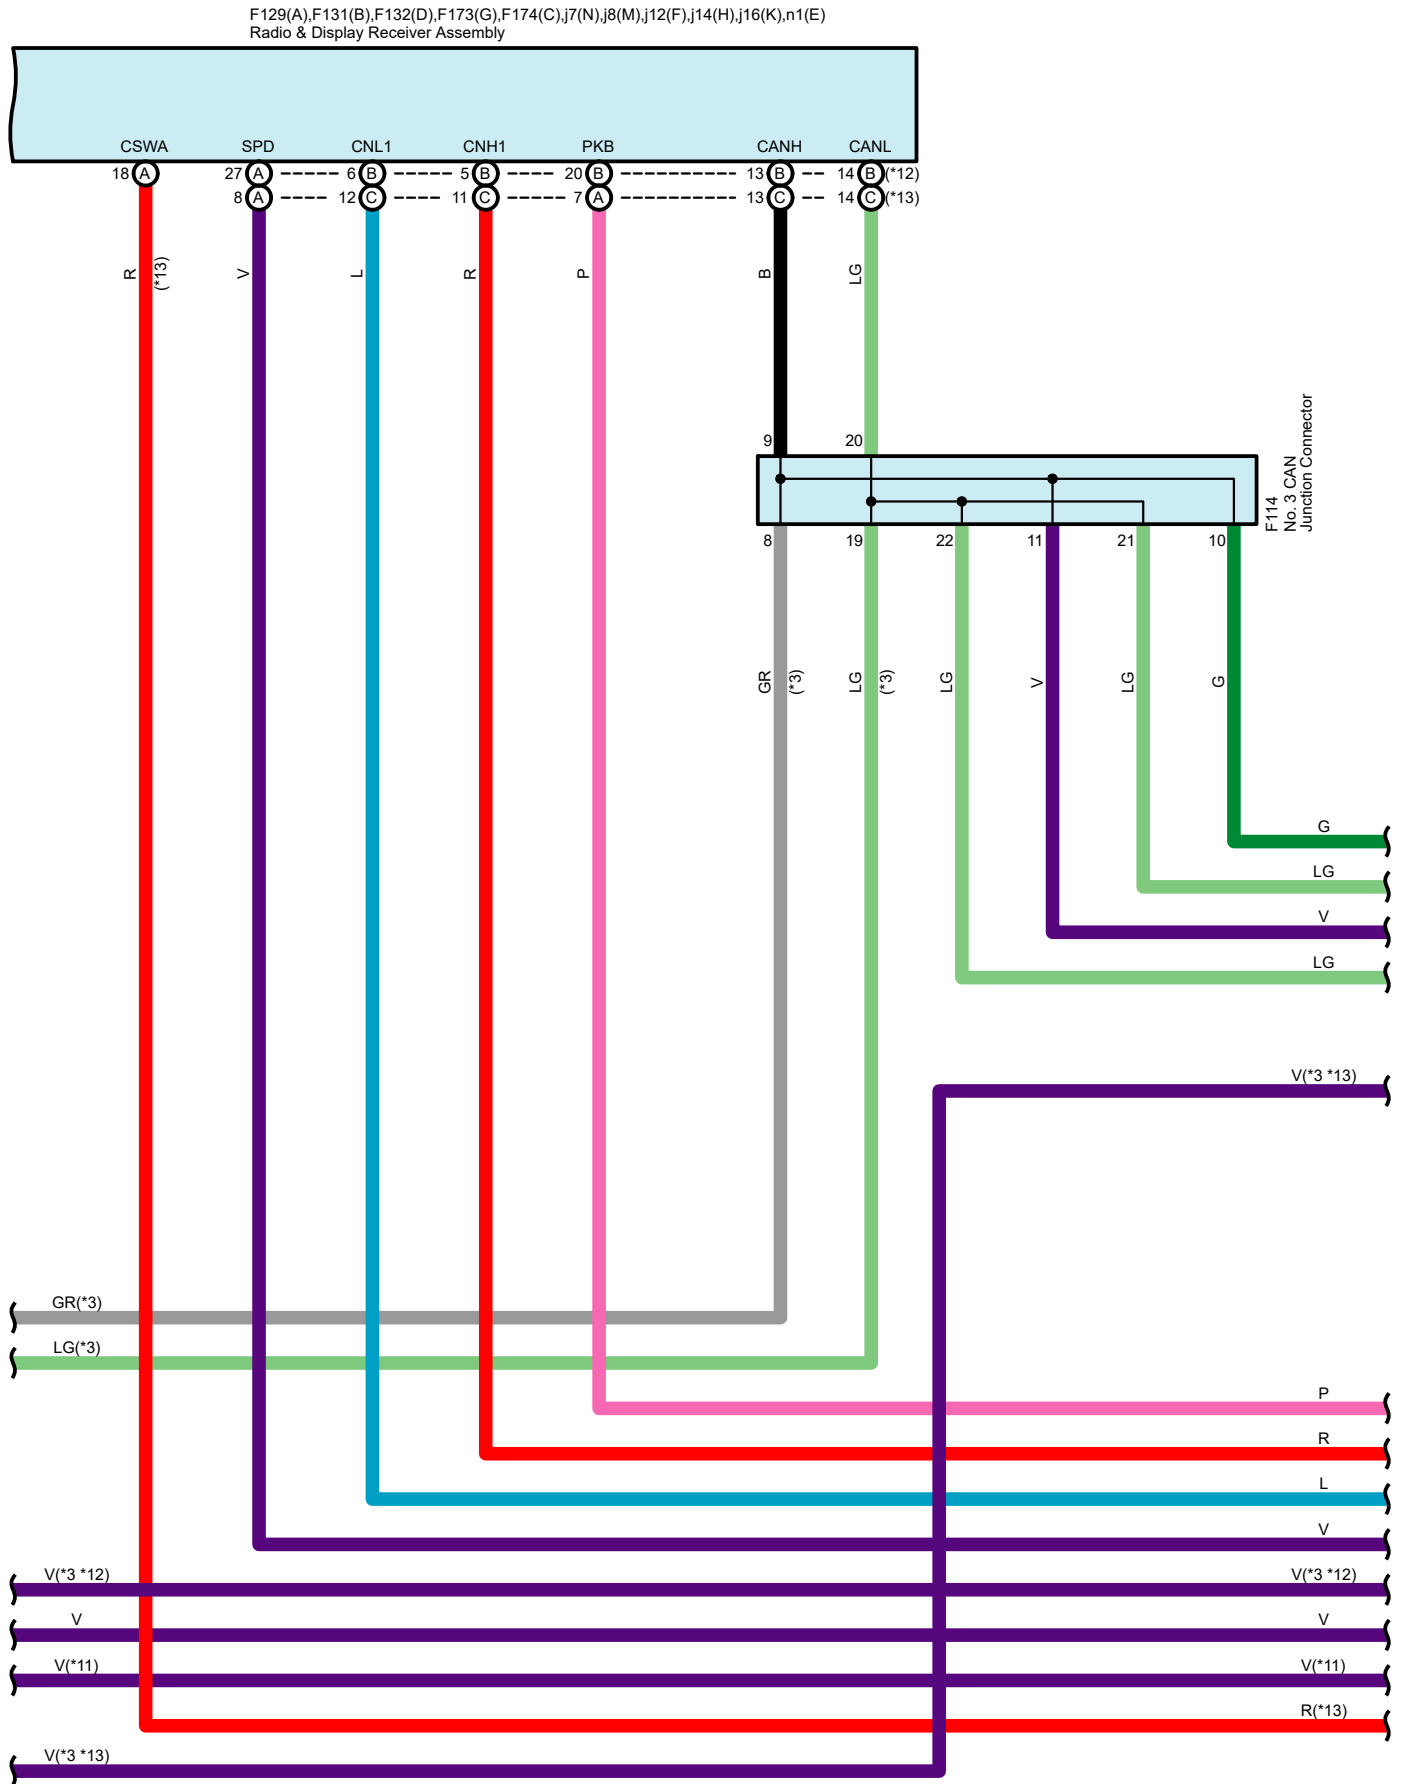 F129(A),F131(B),F132(D),F173(G),F174(C),j7(N),j8(M),j12(F),j14(H),j16(K),n1(E)
Radio & Display Receiver Assembly
CSWA SPD CNL1 CNH1 PKB CANH CANL
18 A 27 A 6 B 5 B 20 B 13 B 14 B (*12)
8 A 12 C 11 C 7 A 13 C 14 C (*13)
R (*13) V L R P B LG
9 20
F114
No. 3 CAN
Junction Connector
8 19 22 11 21 10
GR (*3) LG (*3) LG V LG G
G
LG
V
LG
V(*3 *13)
GR(*3)
LG(*3)
P
R
L
V
V(*3 *12) V(*3 *12)
V V
V(*11) V(*11)
R(*13)
V(*3 *13)